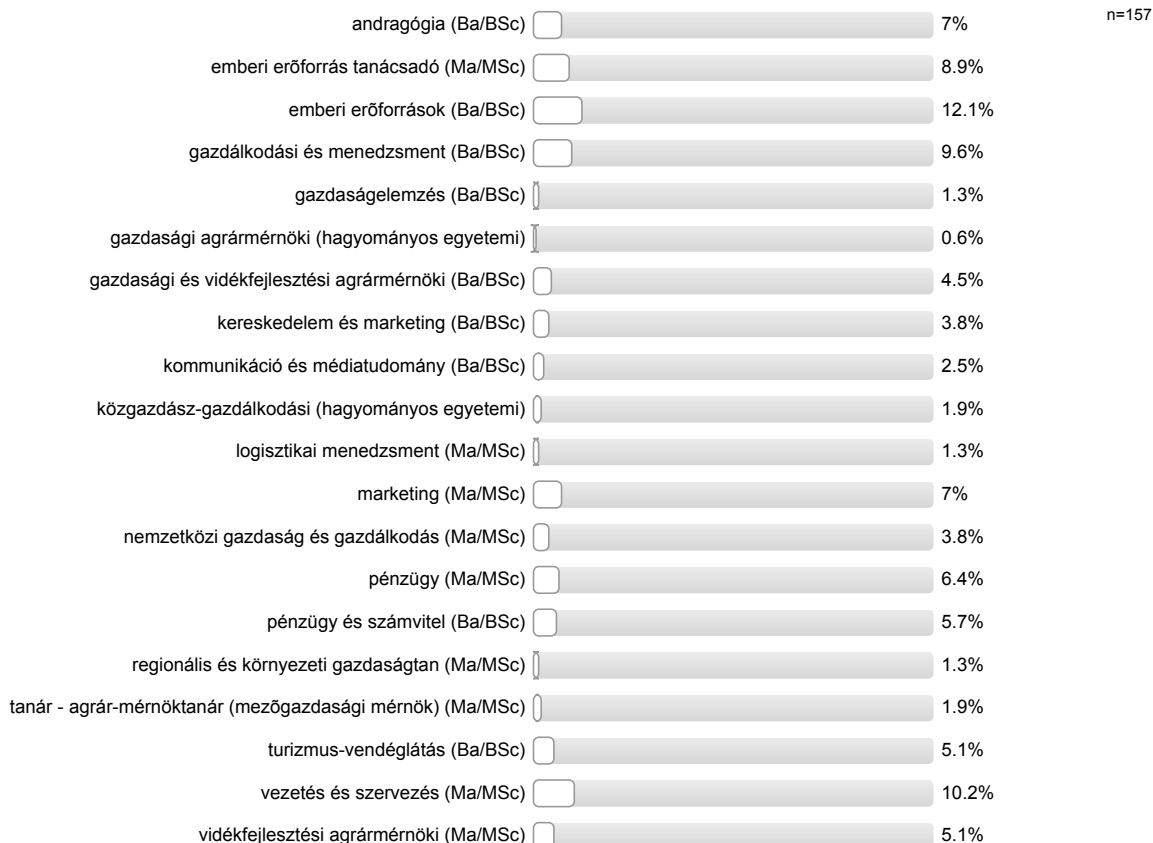 n=157
andragógia (Ba/BSc) 7%
emberi erõforrás tanácsadó (Ma/MSc) 8.9%
emberi erõforrások (Ba/BSc) 12.1%
gazdálkodási és menedzsment (Ba/BSc) 9.6%
gazdaságelemzés (Ba/BSc) 1.3%
gazdasági agrármérnöki (hagyományos egyetemi) 0.6%
gazdasági és vidékfejlesztési agrármérnöki (Ba/BSc) 4.5%
kereskedelem és marketing (Ba/BSc) 3.8%
kommunikáció és médiatudomány (Ba/BSc) 2.5%
közgazdász-gazdálkodási (hagyományos egyetemi) 1.9%
logisztikai menedzsment (Ma/MSc) 1.3%
marketing (Ma/MSc) 7%
nemzetközi gazdaság és gazdálkodás (Ma/MSc) 3.8%
pénzügy (Ma/MSc) 6.4%
pénzügy és számvitel (Ba/BSc) 5.7%
regionális és környezeti gazdaságtan (Ma/MSc) 1.3%
tanár - agrár-mérnöktanár (mezõgazdasági mérnök) (Ma/MSc) 1.9%
turizmus-vendéglátás (Ba/BSc) 5.1%
vezetés és szervezés (Ma/MSc) 10.2%
vidékfejlesztési agrármérnöki (Ma/MSc) 5.1%